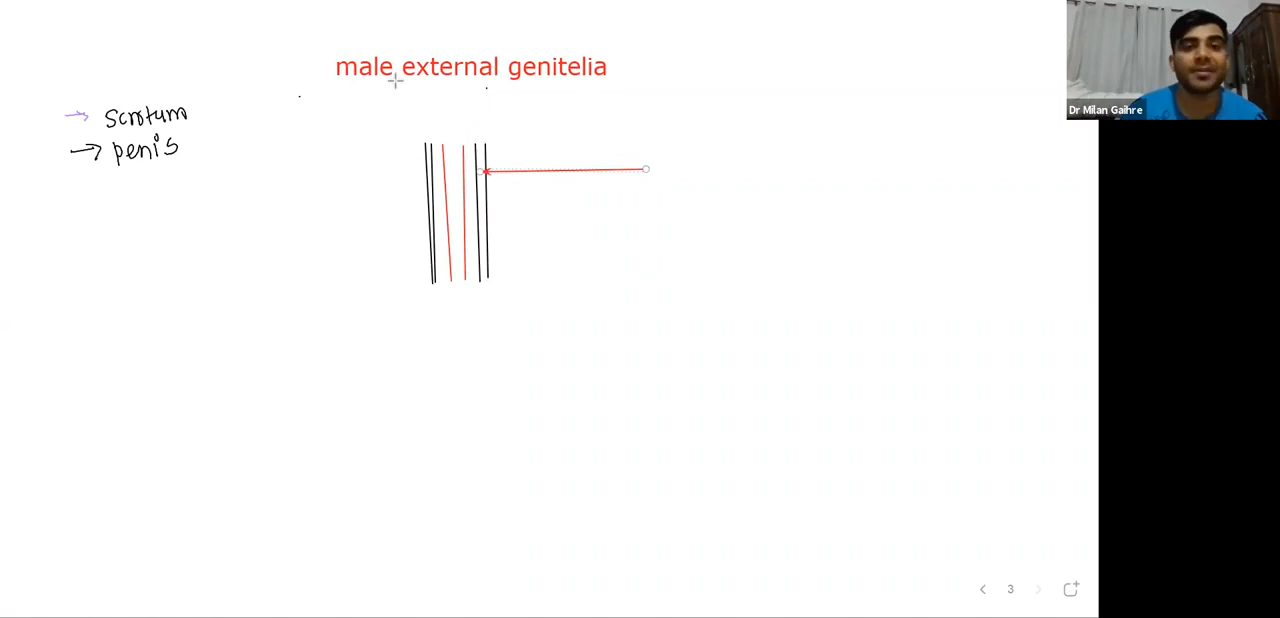 male external genitelia
→ scrotum
→ penis
Dr Milan Gaihre
3